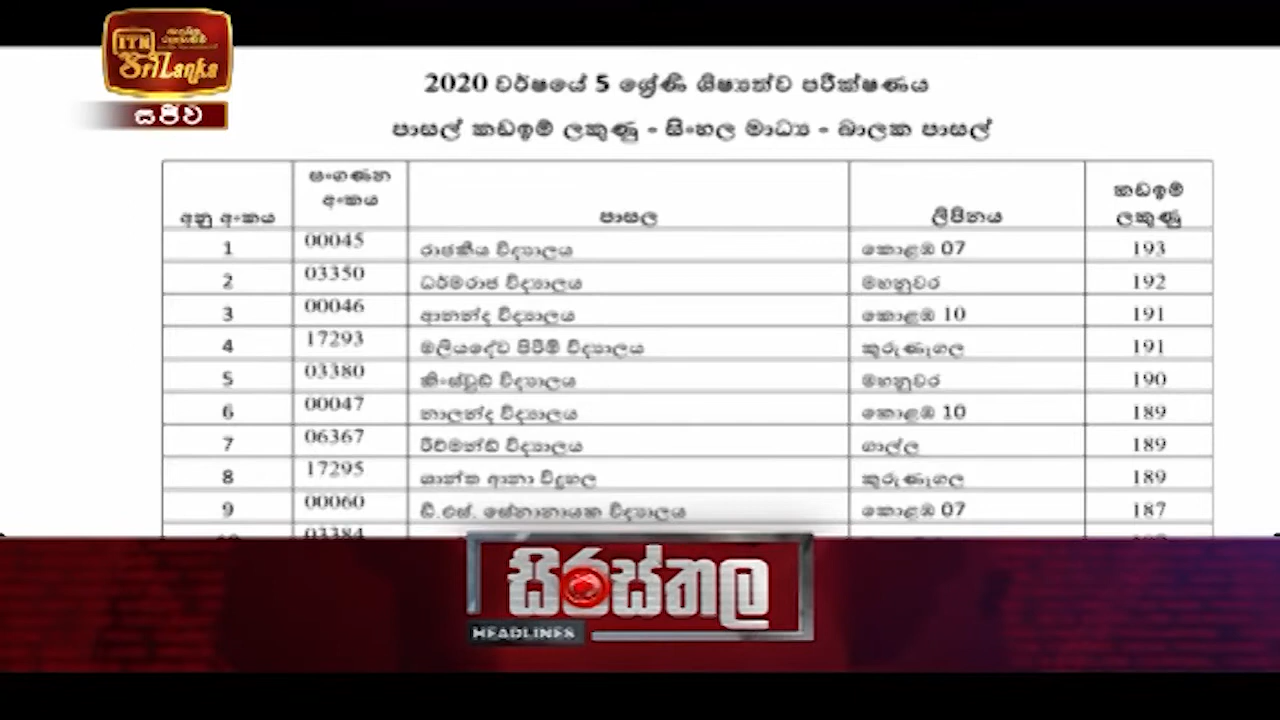 ITN
Sri Lanka
සජීව
2020 වර්ෂයේ 5 ශ්‍රේණි ශිෂ්‍යත්ව පරීක්ෂණය
පාසල් කඩඉම් ලකුණු - සිංහල මාධ්‍ය - බාලක පාසල්
අනු අංකය සංගණන අංකය පාසල ලිපිනය කඩඉම් ලකුණු
1 00045 රාජකීය විද්‍යාලය කොළඹ 07 193
2 03350 ධර්මරාජ විද්‍යාලය මහනුවර 192
3 00046 ආනන්ද විද්‍යාලය කොළඹ 10 191
4 17293 මලියදේව පිරිමි විද්‍යාලය කුරුණෑගල 191
5 03380 කිංස්වුඩ් විද්‍යාලය මහනුවර 190
6 00047 නාලන්ද විද්‍යාලය කොළඹ 10 189
7 06367 රිච්මන්ඩ් විද්‍යාලය ගාල්ල 189
8 17295 ශාන්ත ආනා විදුහල කුරුණෑගල 189
9 00060 ඩී.එස්. සේනානායක විද්‍යාලය කොළඹ 07 187
03384
සිරස්තල
HEADLINES